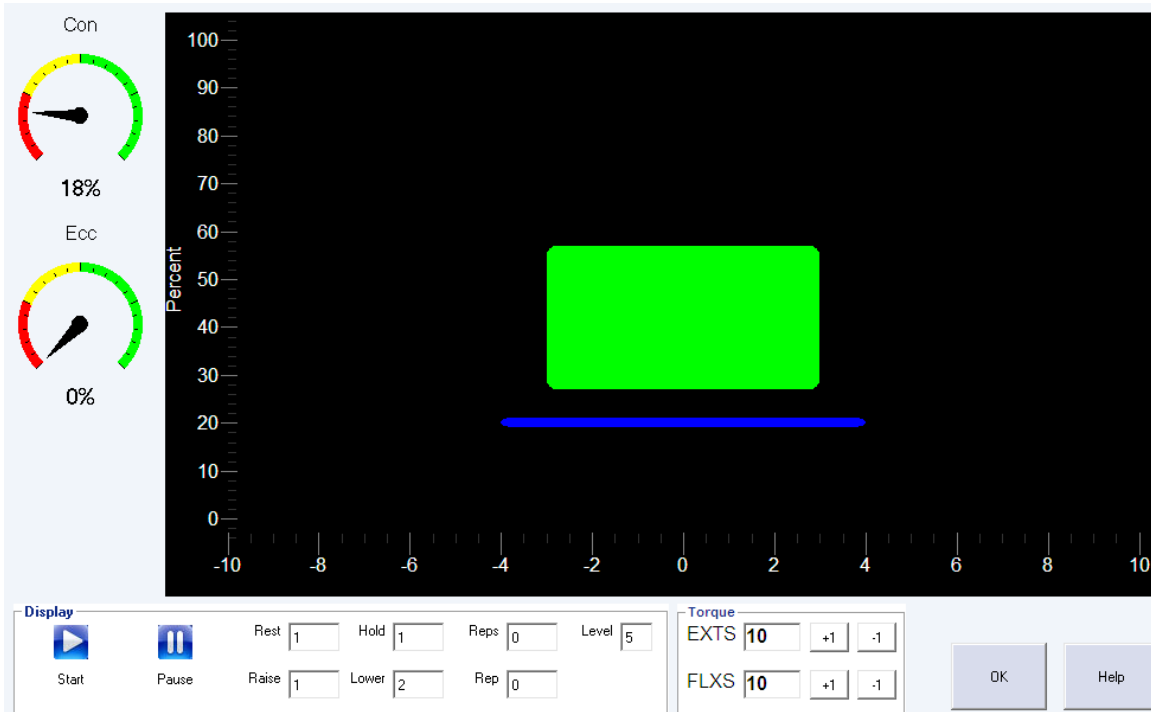 Con
18%
Ecc
0%
Percent
100
90
80
70
60
50
40
30
20
10
0
-10 -8 -6 -4 -2 0 2 4 6 8 10
Display
Start
Pause
Rest 1 Hold 1 Reps 0 Level 5
Raise 1 Lower 2 Rep 0
Torque
EXTS 10 +1 -1
FLXS 10 +1 -1
OK
Help